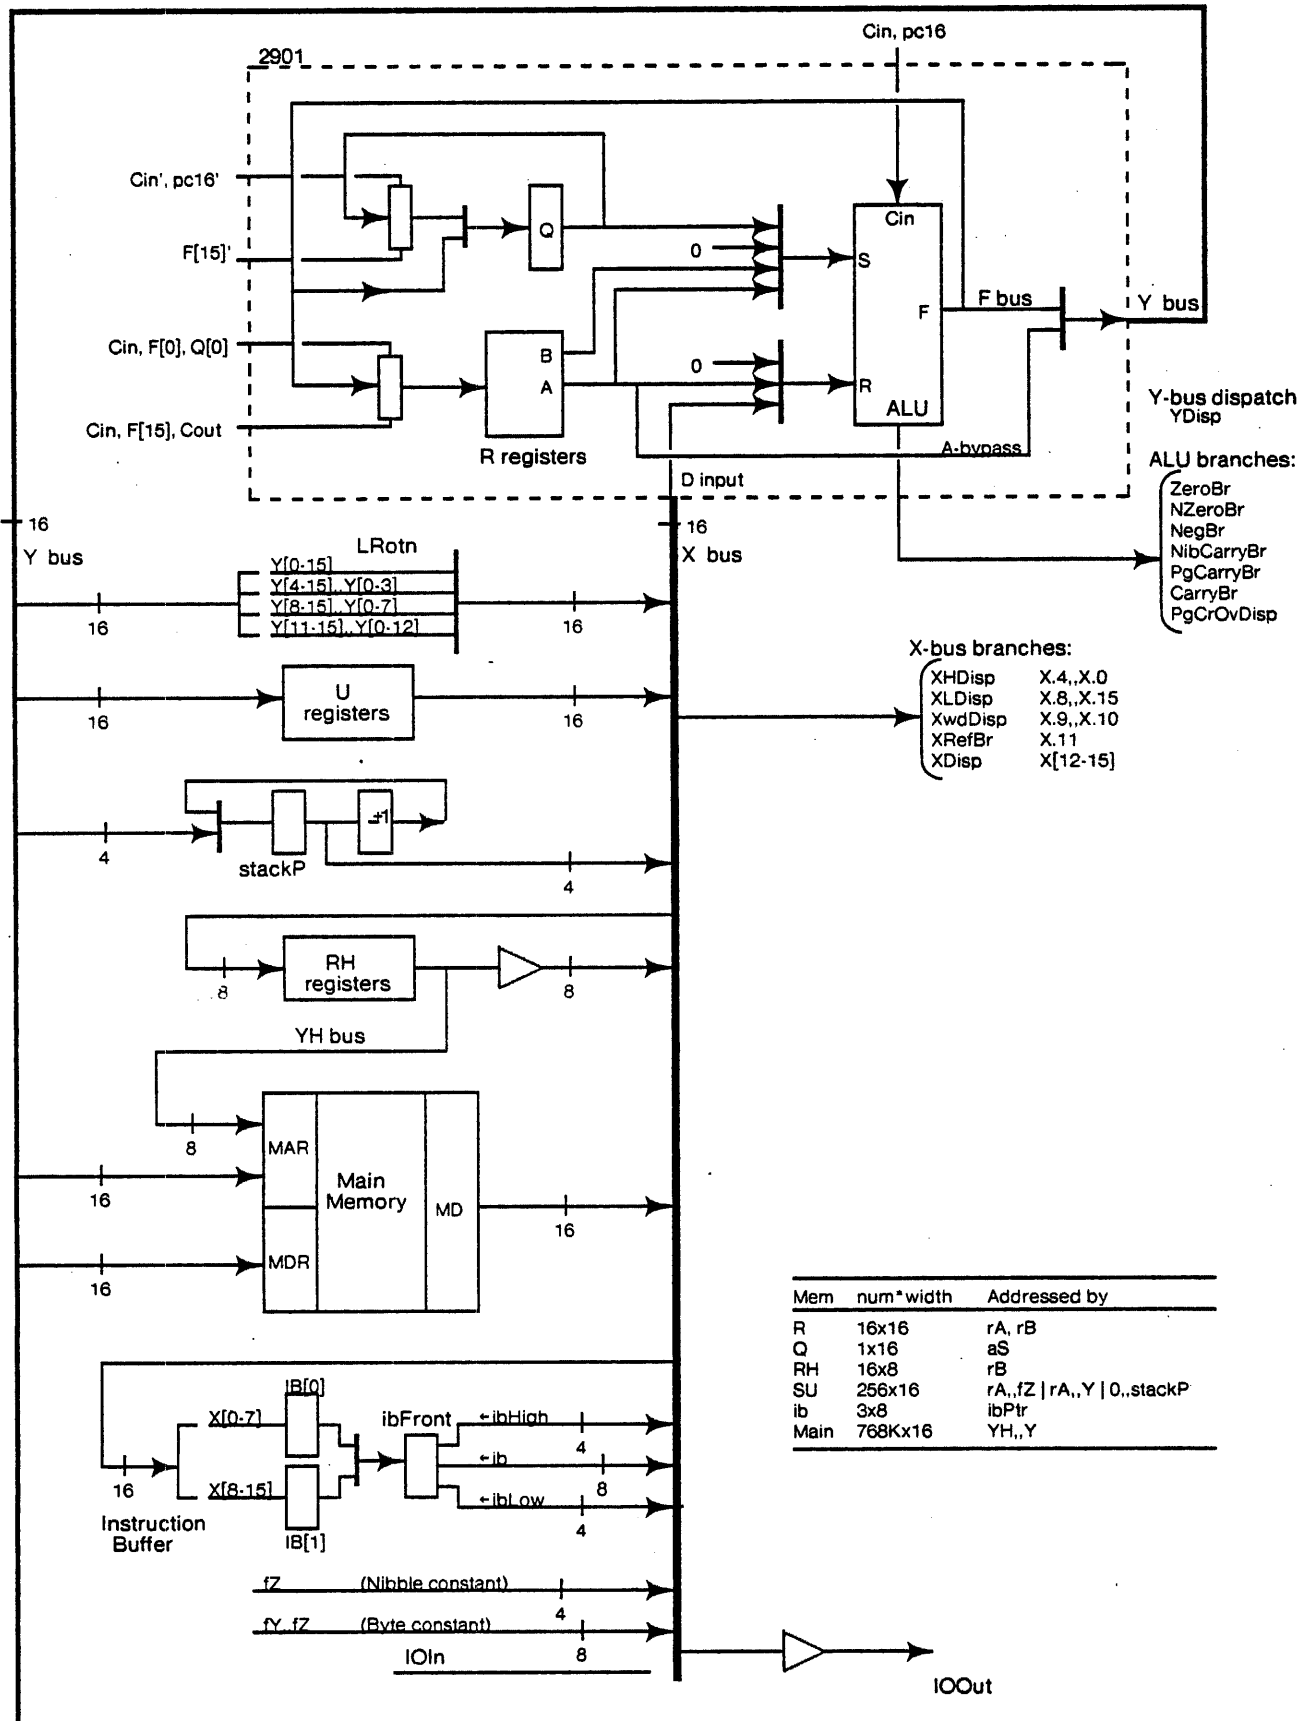 Cin, pc16
2901
Cin', pc16'
Cin
Q
F[15]'
0
S
F bus
Y bus
F
Cin, F[0], Q[0]
B
0
A
R
ALU
Y-bus dispatch
YDisp
Cin, F[15], Cout
R registers
A-bypass
ALU branches:
D input
ZeroBr
NZeroBr
NegBr
NibCarryBr
PgCarryBr
CarryBr
PgCrOvDisp
16
16
Y bus
LRotn
X bus
Y[0-15]
Y[4-15],,Y[0-3]
Y[8-15],,Y[0-7]
Y[11-15],,Y[0-12]
16
16
X-bus branches:
XHDisp X.4,,X.0
XLDisp X.8,,X.15
XwdDisp X.9,,X.10
XRefBr X.11
XDisp X[12-15]
U
registers
16
16
±1
4
stackP
4
RH
registers
8
8
YH bus
8
MAR
Main
Memory
16
MD
16
MDR
16
Mem num*width Addressed by
R 16x16 rA, rB
Q 1x16 aS
RH 16x8 rB
SU 256x16 rA,,fZ | rA,,Y | 0,,stackP
ib 3x8 ibPtr
Main 768Kx16 YH,,Y
IB[0]
X[0-7]
ibFront
←ibHigh
4
←ib
16
8
X[8-15]
←ibLow
4
Instruction
Buffer
IB[1]
fZ (Nibble constant)
4
fY,,fZ (Byte constant)
8
IOIn
IOOut